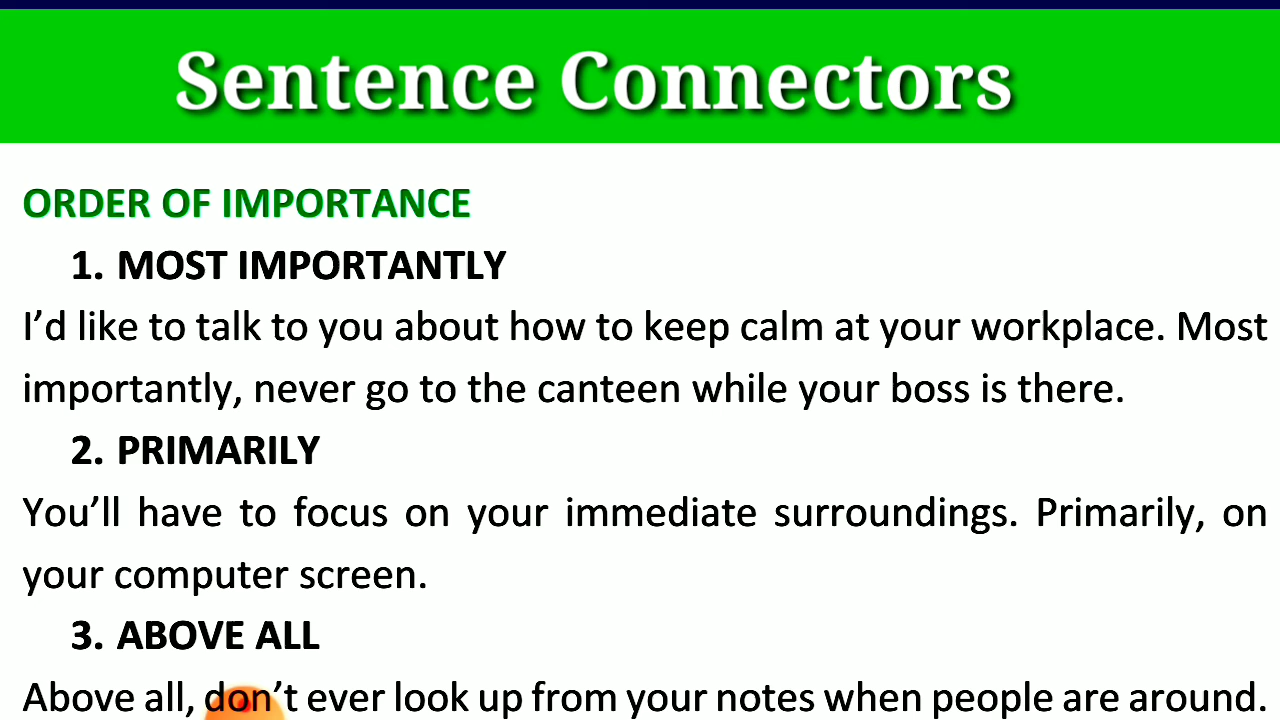 Sentence Connectors
ORDER OF IMPORTANCE
1. MOST IMPORTANTLY
I’d like to talk to you about how to keep calm at your workplace. Most
importantly, never go to the canteen while your boss is there.
2. PRIMARILY
You’ll have to focus on your immediate surroundings. Primarily, on
your computer screen.
3. ABOVE ALL
Above all, don’t ever look up from your notes when people are around.